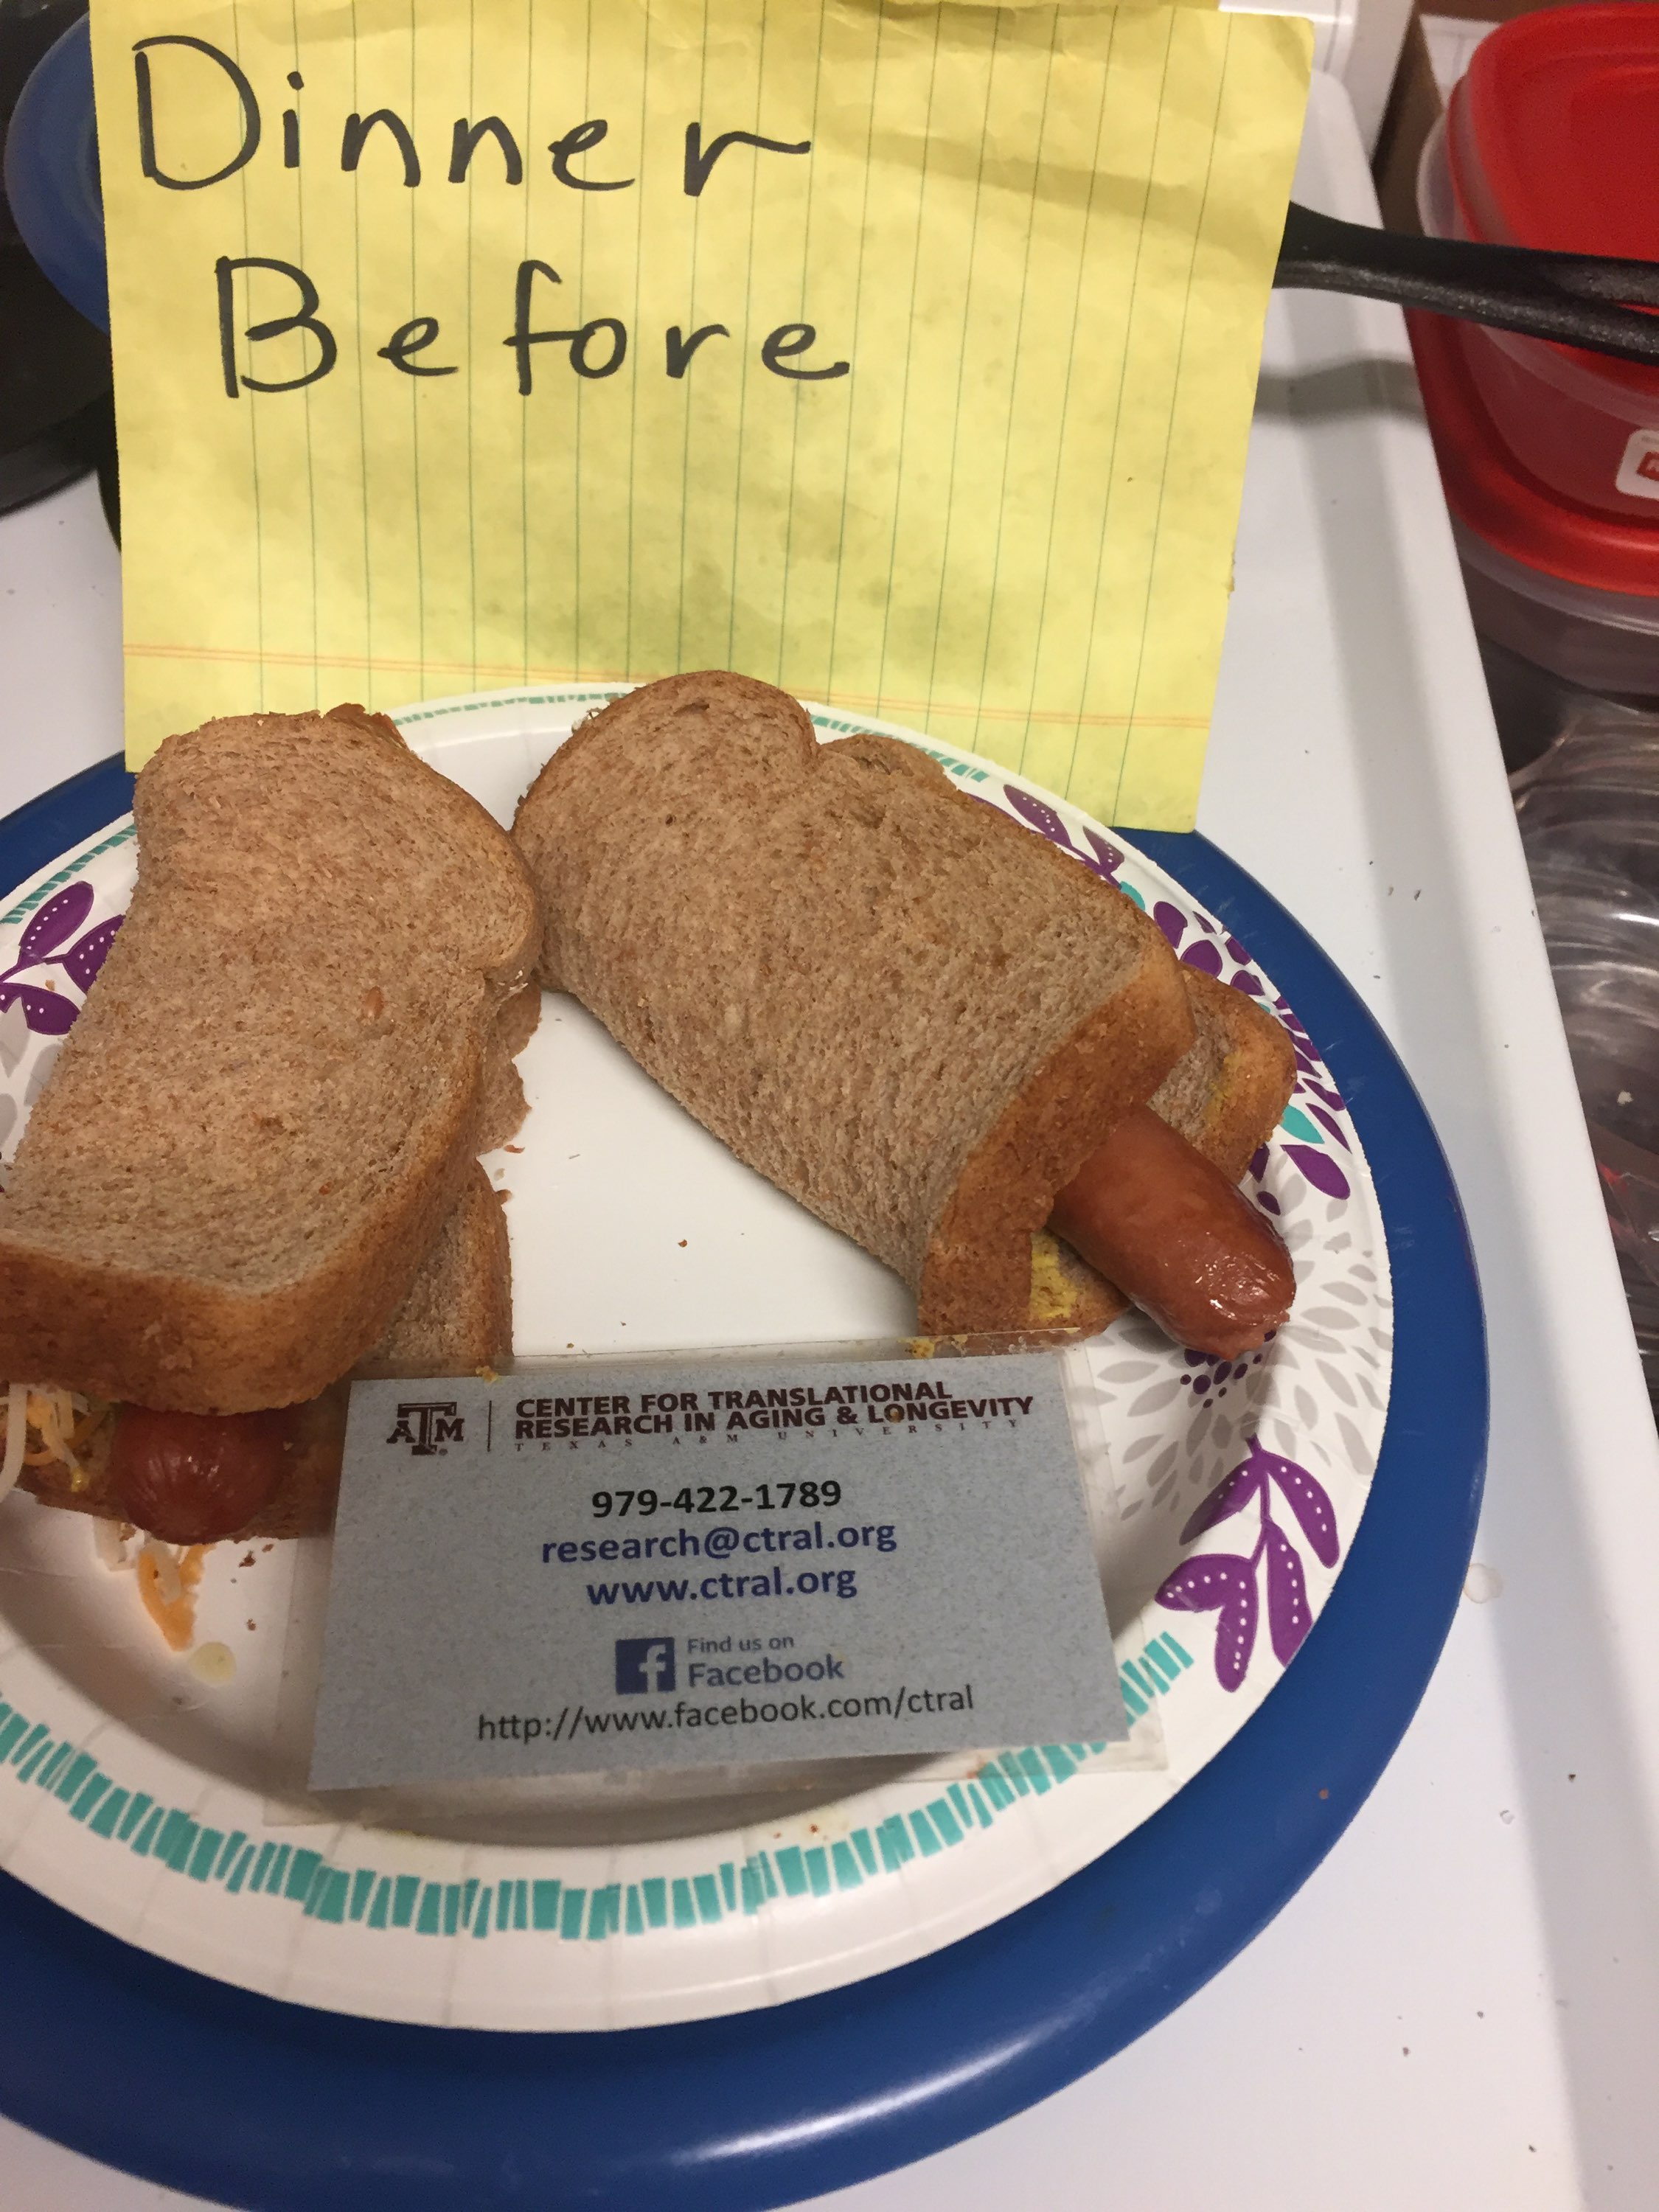 Dinner
Before
ATM
CENTER FOR TRANSLATIONAL
RESEARCH IN AGING & LONGEVITY
TEXAS A&M UNIVERSITY
979-422-1789
research@ctral.org
www.ctral.org
f
Find us on
Facebook
http://www.facebook.com/ctral